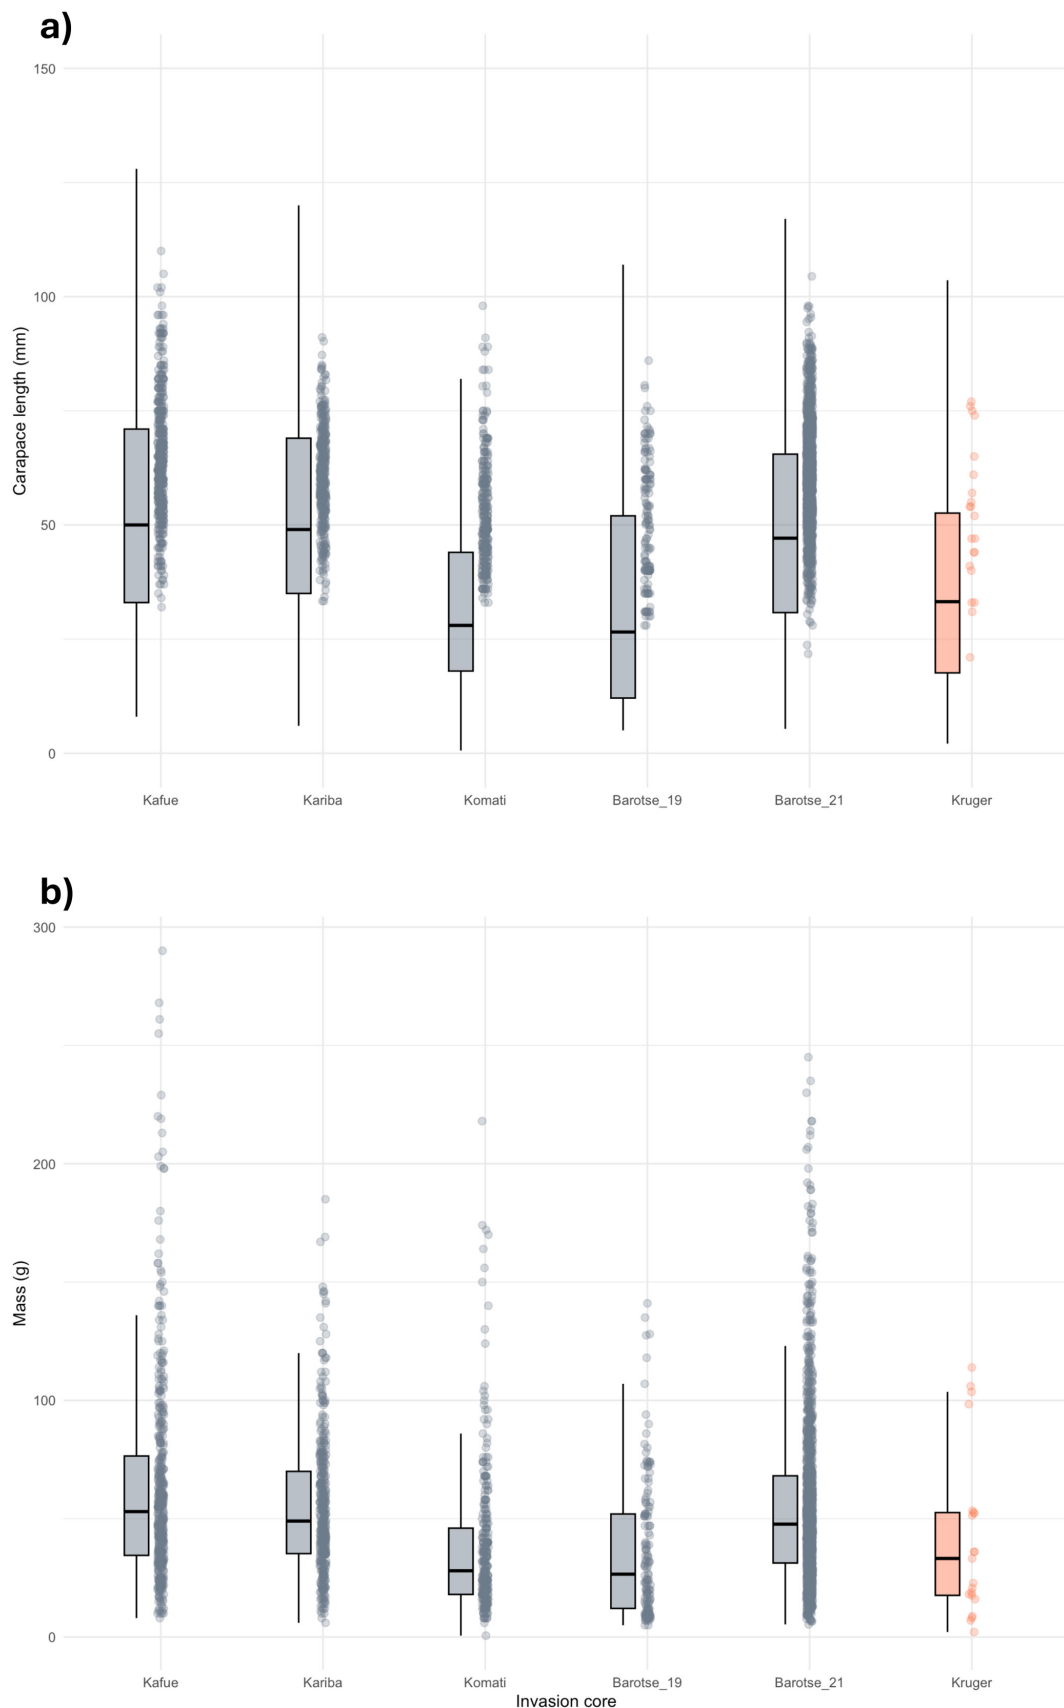 a)
150
100
50
0
Carapace length (mm)
Kafue Kariba Komati Barotse_19 Barotse_21 Kruger
b)
300
200
100
0
Mass (g)
Kafue Kariba Komati Barotse_19 Barotse_21 Kruger
Invasion core